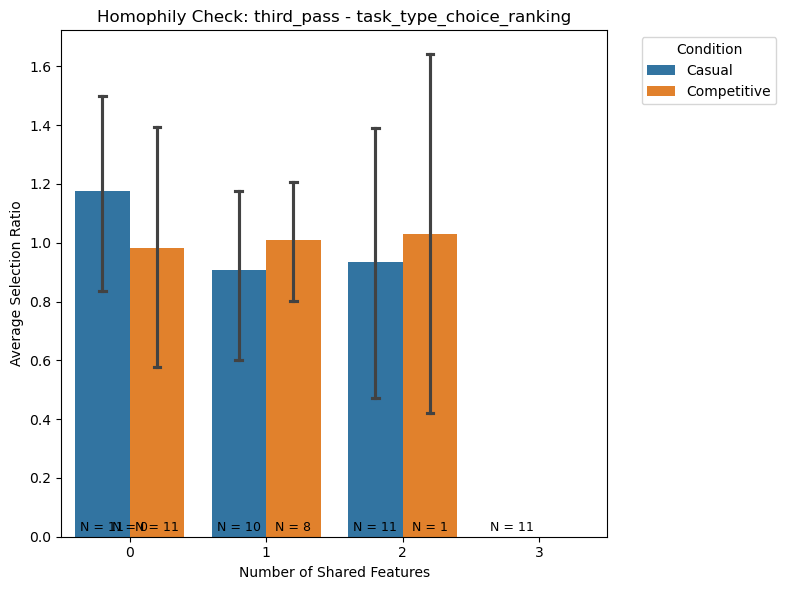 Homophily Check: third_pass - task_type_choice_ranking
Condition
Casual
Competitive
Average Selection Ratio
1.6
1.4
1.2
1.0
0.8
0.6
0.4
0.2
0.0
N = 11
N = 0
N = 11
N = 10
N = 8
N = 11
N = 1
N = 11
0
1
2
3
Number of Shared Features